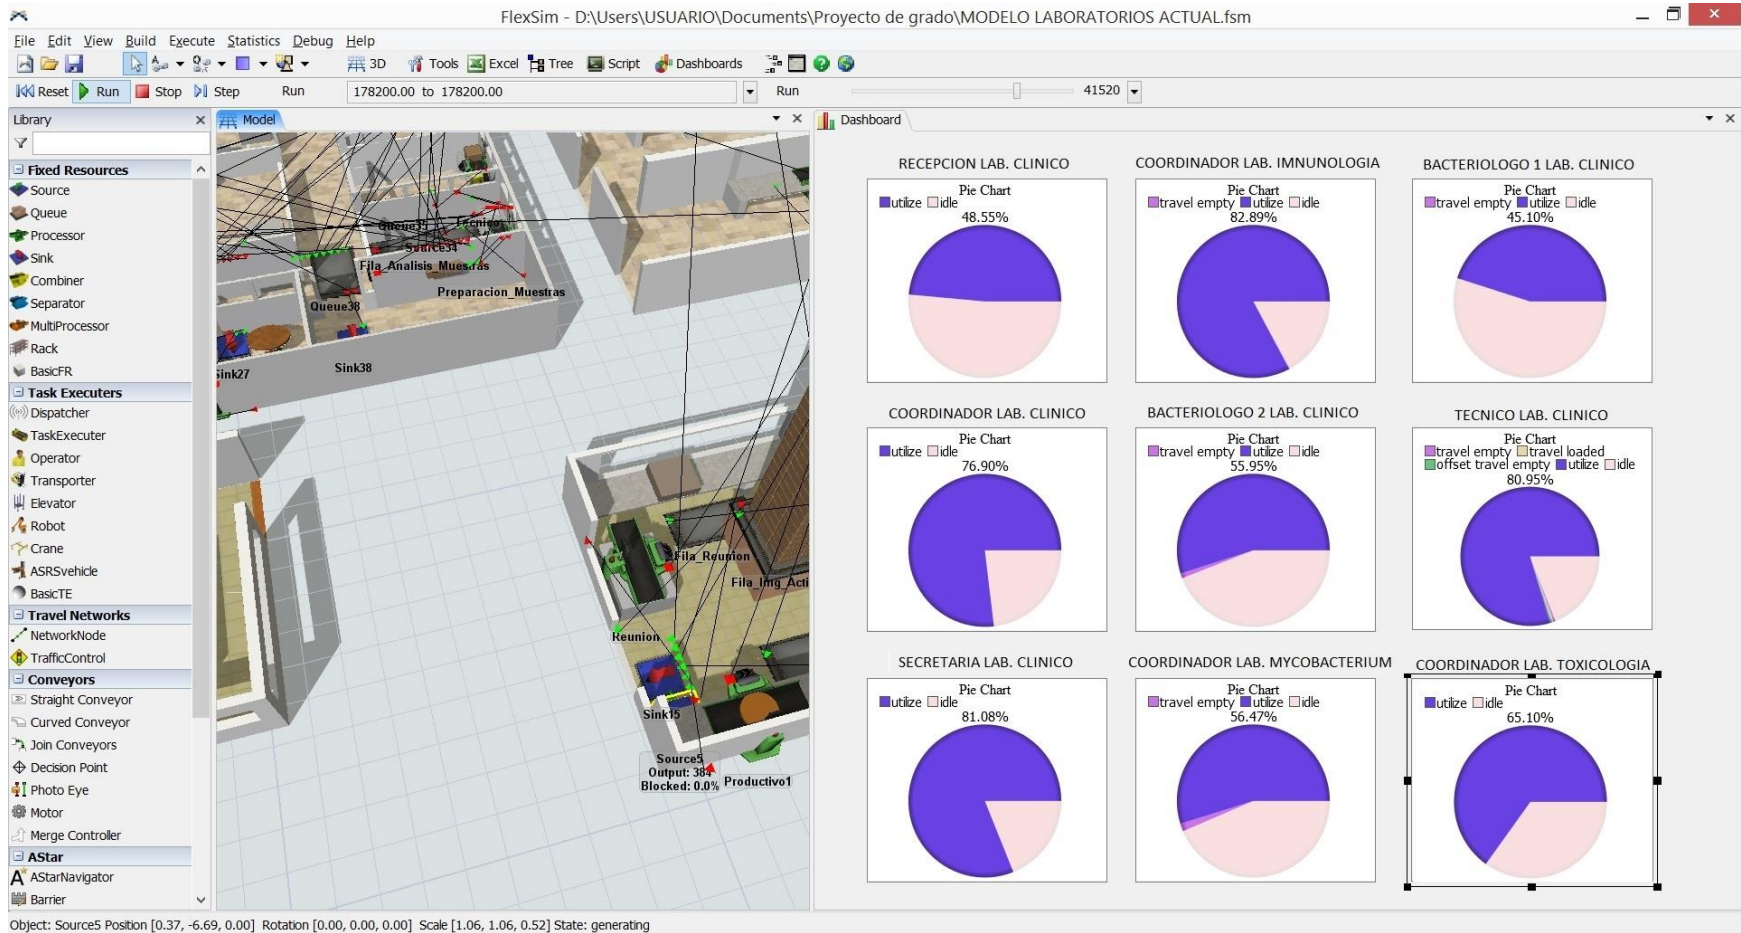 FlexSim - D:\Users\USUARIO\Documents\Proyecto de grado\MODELO LABORATORIOS ACTUAL.fsm
File Edit View Build Execute Statistics Debug Help
3D Tools Excel Tree Script Dashboards
Reset Run Stop Step Run 178200.00 to 178200.00 Run 41520
Library
Fixed Resources
Source
Queue
Processor
Sink
Combiner
Separator
MultiProcessor
Rack
BasicFR
Task Executers
Dispatcher
TaskExecuter
Operator
Transporter
Elevator
Robot
Crane
ASRSvehicle
BasicTE
Travel Networks
NetworkNode
TrafficControl
Conveyors
Straight Conveyor
Curved Conveyor
Join Conveyors
Decision Point
Photo Eye
Motor
Merge Controller
AStar
AStarNavigator
Barrier
Model
Queue35
Tecnico
Source34
Fila_Analisis_Muestras
Preparacion_Muestras
Queue38
Sink27
Sink38
Fila_Reunion
Fila_Img_Acti
Reunion
Sink15
Source5
Output: 384
Blocked: 0.0%
Productivo1
Dashboard
RECEPCION LAB. CLINICO
Pie Chart
utilize idle
48.55%
COORDINADOR LAB. IMNUNOLOGIA
Pie Chart
travel empty utilize idle
82.89%
BACTERIOLOGO 1 LAB. CLINICO
Pie Chart
travel empty utilize idle
45.10%
COORDINADOR LAB. CLINICO
Pie Chart
utilize idle
76.90%
BACTERIOLOGO 2 LAB. CLINICO
Pie Chart
travel empty utilize idle
55.95%
TECNICO LAB. CLINICO
Pie Chart
travel empty travel loaded
offset travel empty utilize idle
80.95%
SECRETARIA LAB. CLINICO
Pie Chart
utilize idle
81.08%
COORDINADOR LAB. MYCOBACTERIUM
Pie Chart
travel empty utilize idle
56.47%
COORDINADOR LAB. TOXICOLOGIA
Pie Chart
utilize idle
65.10%
Object: Source5 Position [0.37, -6.69, 0.00] Rotation [0.00, 0.00, 0.00] Scale [1.06, 1.06, 0.52] State: generating